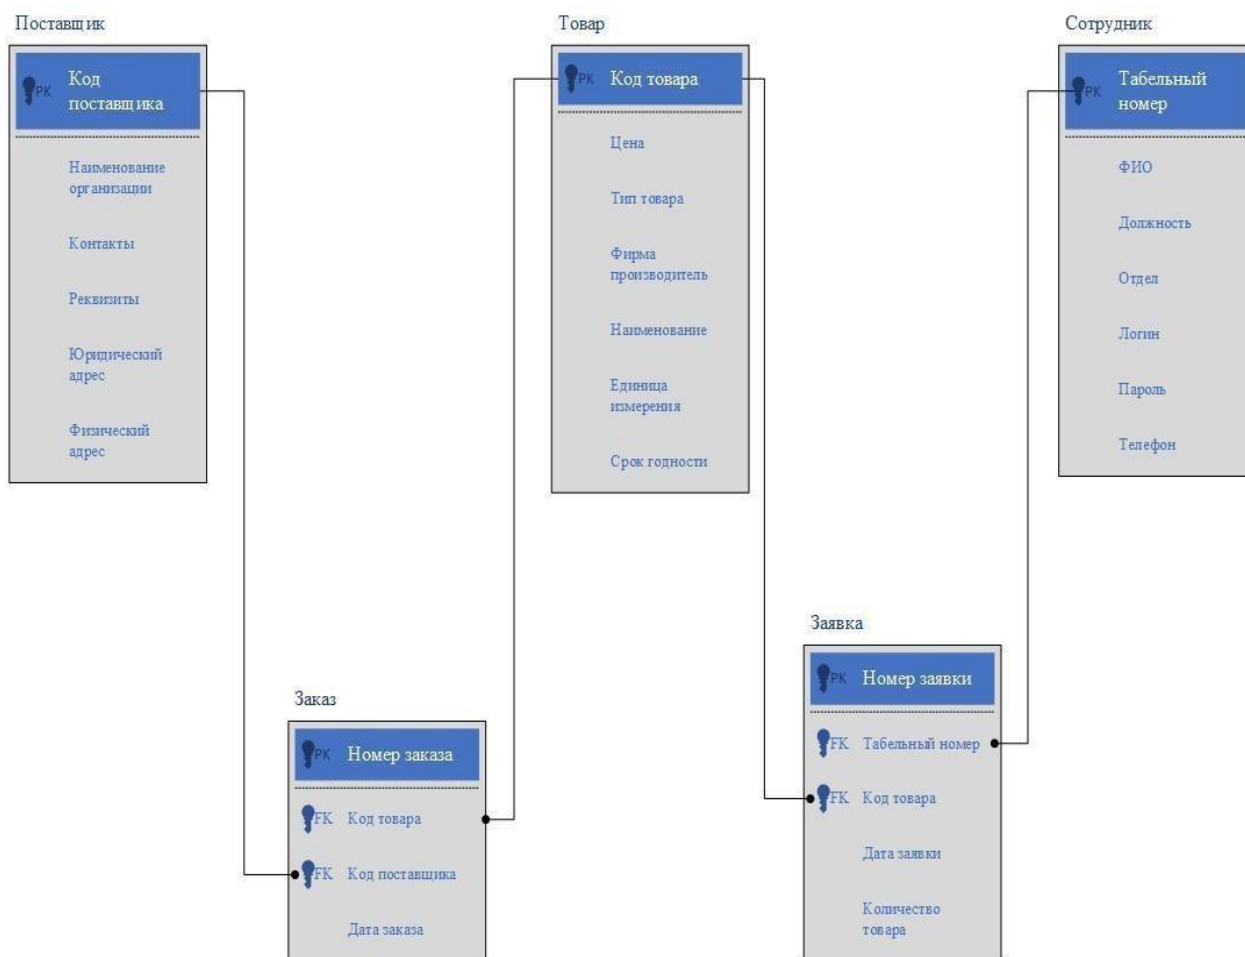 Поставщик
PK
Код
поставщика
Наименование
организации
Контакты
Реквизиты
Юридический
адрес
Физический
адрес
Товар
PK
Код товара
Цена
Тип товара
Фирма
производитель
Наименование
Единица
измерения
Срок годности
Сотрудник
PK
Табельный
номер
ФИО
Должность
Отдел
Логин
Пароль
Телефон
Заказ
PK Номер заказа
FK Код товара
FK Код поставщика
Дата заказа
Заявка
PK Номер заявки
FK Табельный номер
FK Код товара
Дата заявки
Количество
товара